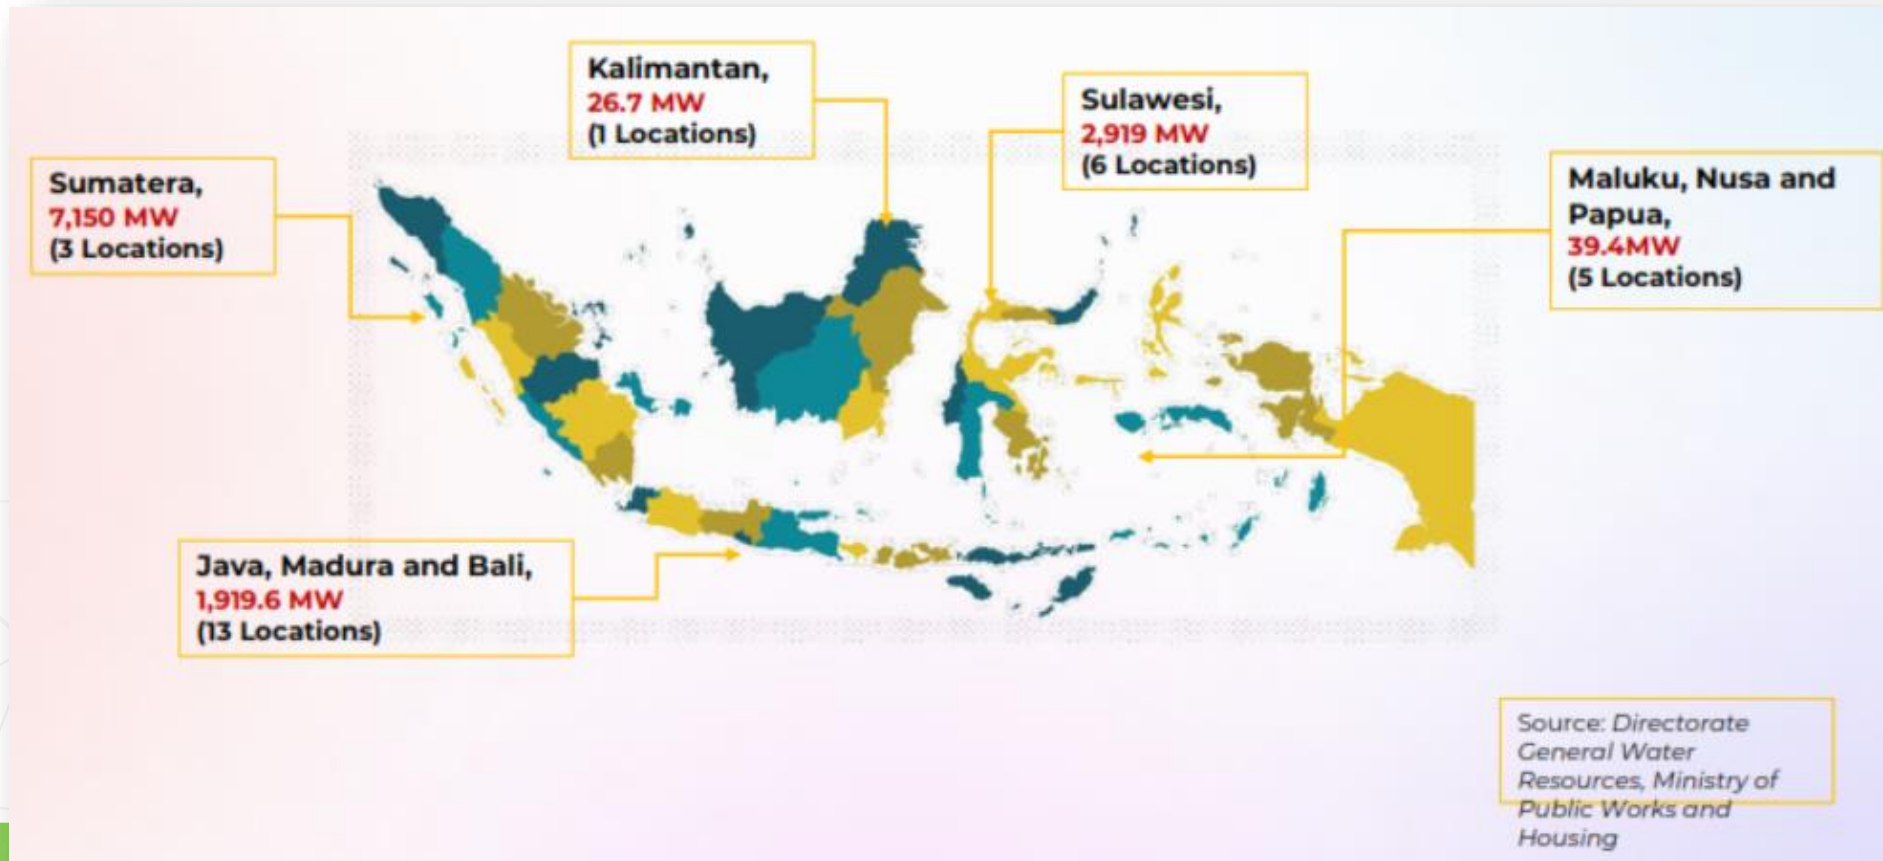 Kalimantan,
26.7 MW
(1 Locations)
Sulawesi,
2,919 MW
(6 Locations)
Sumatera,
7,150 MW
(3 Locations)
Maluku, Nusa and
Papua,
39.4MW
(5 Locations)
Java, Madura and Bali,
1,919.6 MW
(13 Locations)
Source: Directorate
General Water
Resources, Ministry of
Public Works and
Housing